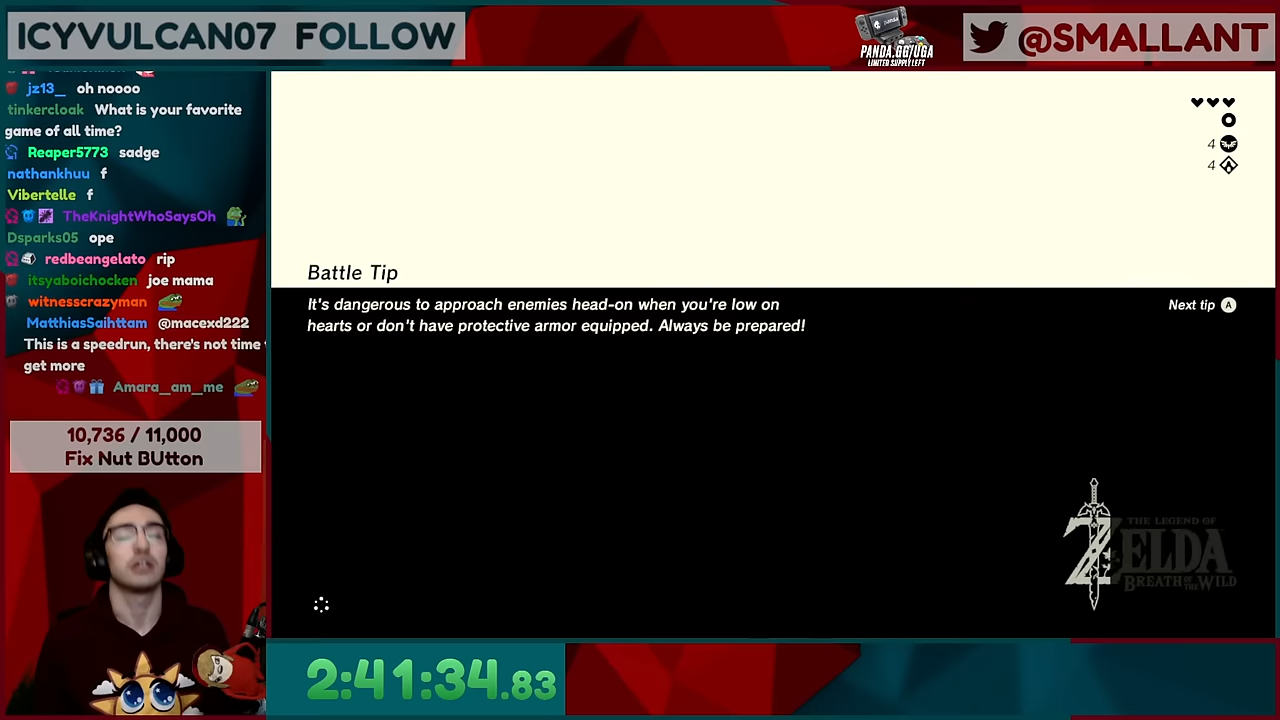 ICYVULCAN07 FOLLOW
PANDA.GG/UGA
LIMITED SUPPLY LEFT
@SMALLANT
jz13_ oh noooo
tinkercloak What is your favorite
game of all time?
Reaper5773 sadge
nathankhuu f
Vibertelle f
TheKnightWhoSaysOh
Dsparks05 ope
redbeangelato rip
itsyaboichocken joe mama
witnesscrazyman
MatthiasSaihttam @macexd222
This is a speedrun, there's not time
get more
Amara_am_me
10,736 / 11,000
Fix Nut BUtton
4
4
Battle Tip
It's dangerous to approach enemies head-on when you're low on
hearts or don't have protective armor equipped. Always be prepared!
Next tip A
THE LEGEND OF
ZELDA
BREATH OF THE WILD
2:41:34.83